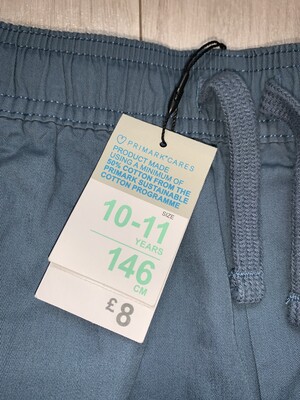 PRIMARK CARES
PRODUCT MADE
USING A MINIMUM OF
50% COTTON FROM THE
PRIMARK SUSTAINABLE
COTTON PROGRAMME
SIZE
10-11
YEARS
146
CM
£8